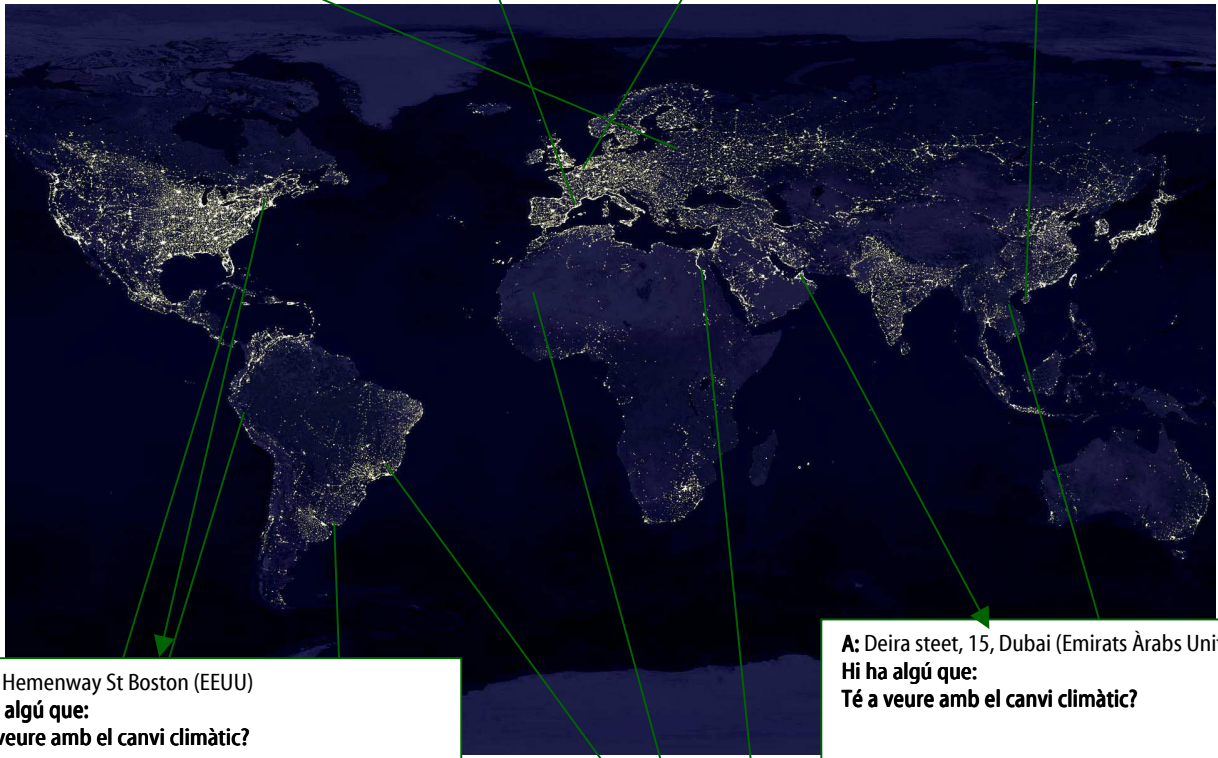 Hemenway St Boston (EEUU)
algú que:
veure amb el canvi climàtic?
A: Deira steet, 15, Dubai (Emirats Àrabs Unit
Hi ha algú que:
Té a veure amb el canvi climàtic?